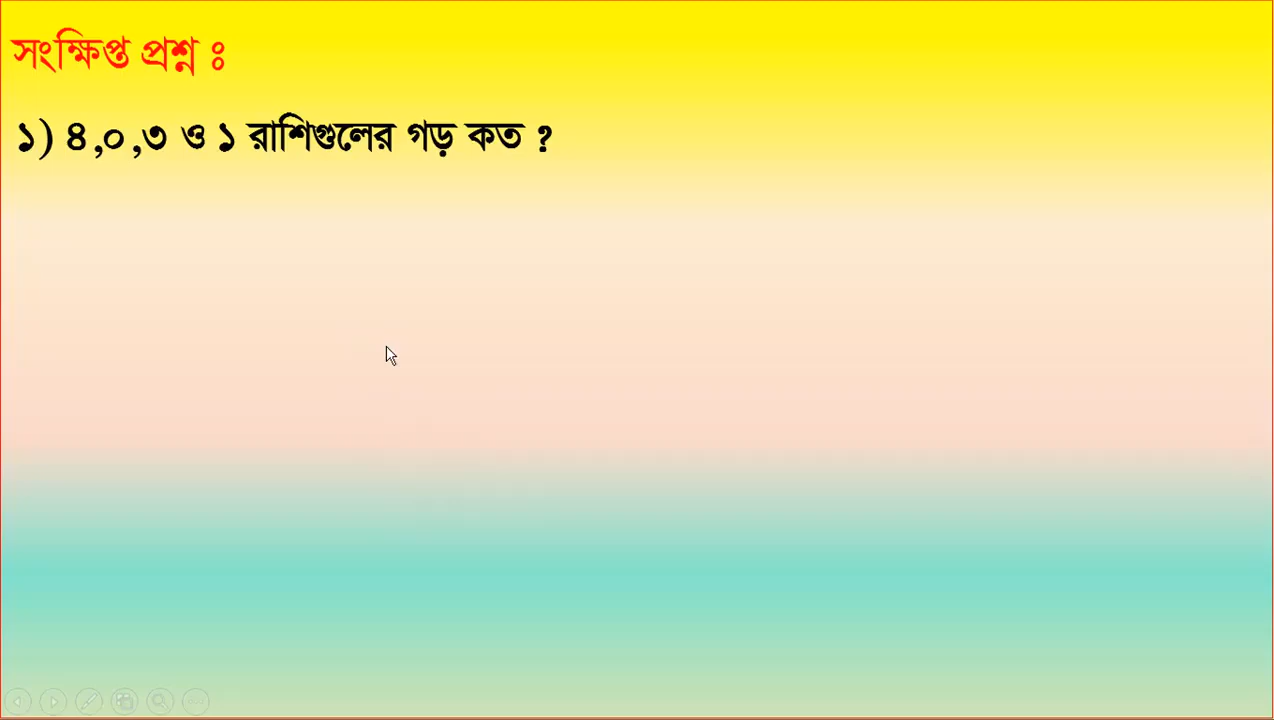 সংক্ষিপ্ত প্রশ্ন ঃ
১) ৪,০,৩ ও ১ রাশিগুলের গড় কত ?